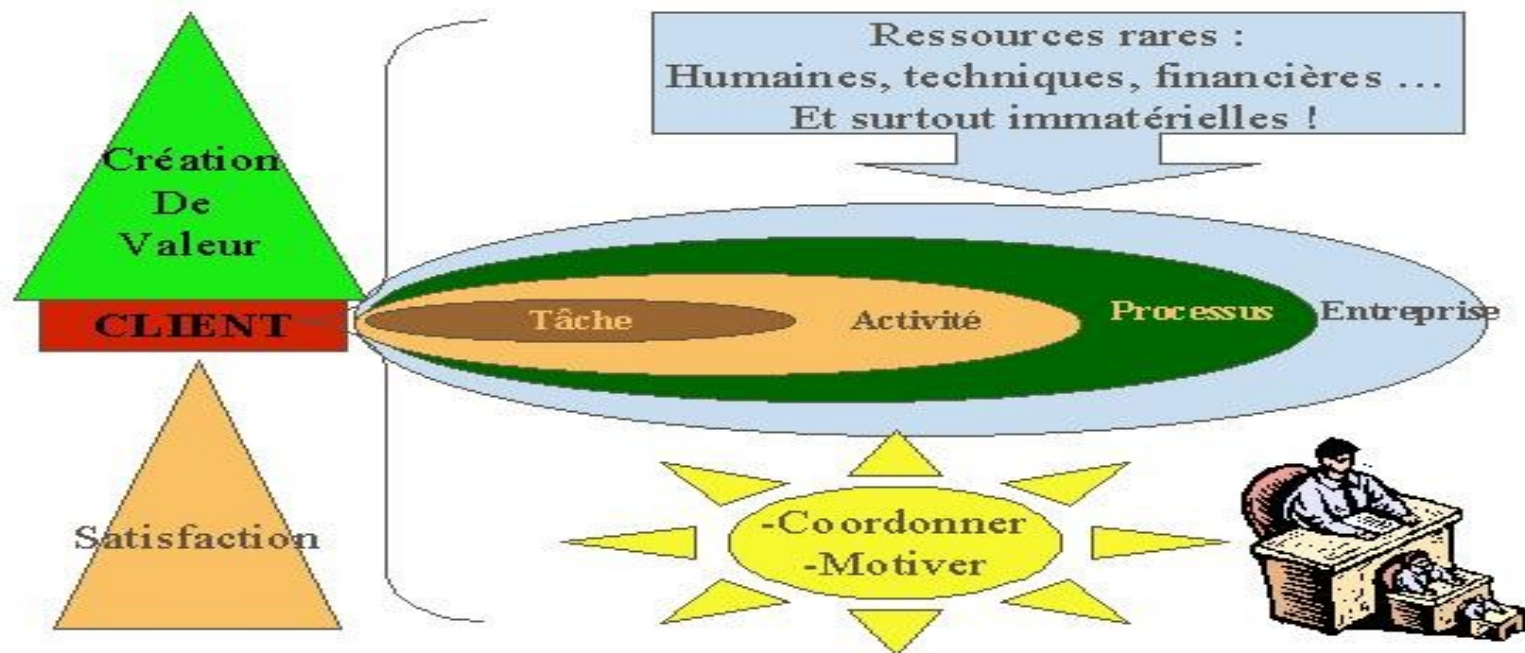 Création
De
Valeur
CLIENT
Satisfaction
Ressources rares :
Humaines, techniques, financières …
Et surtout immatérielles !
Tâche
Activité
Processus
Entreprise
-Coordonner
-Motiver